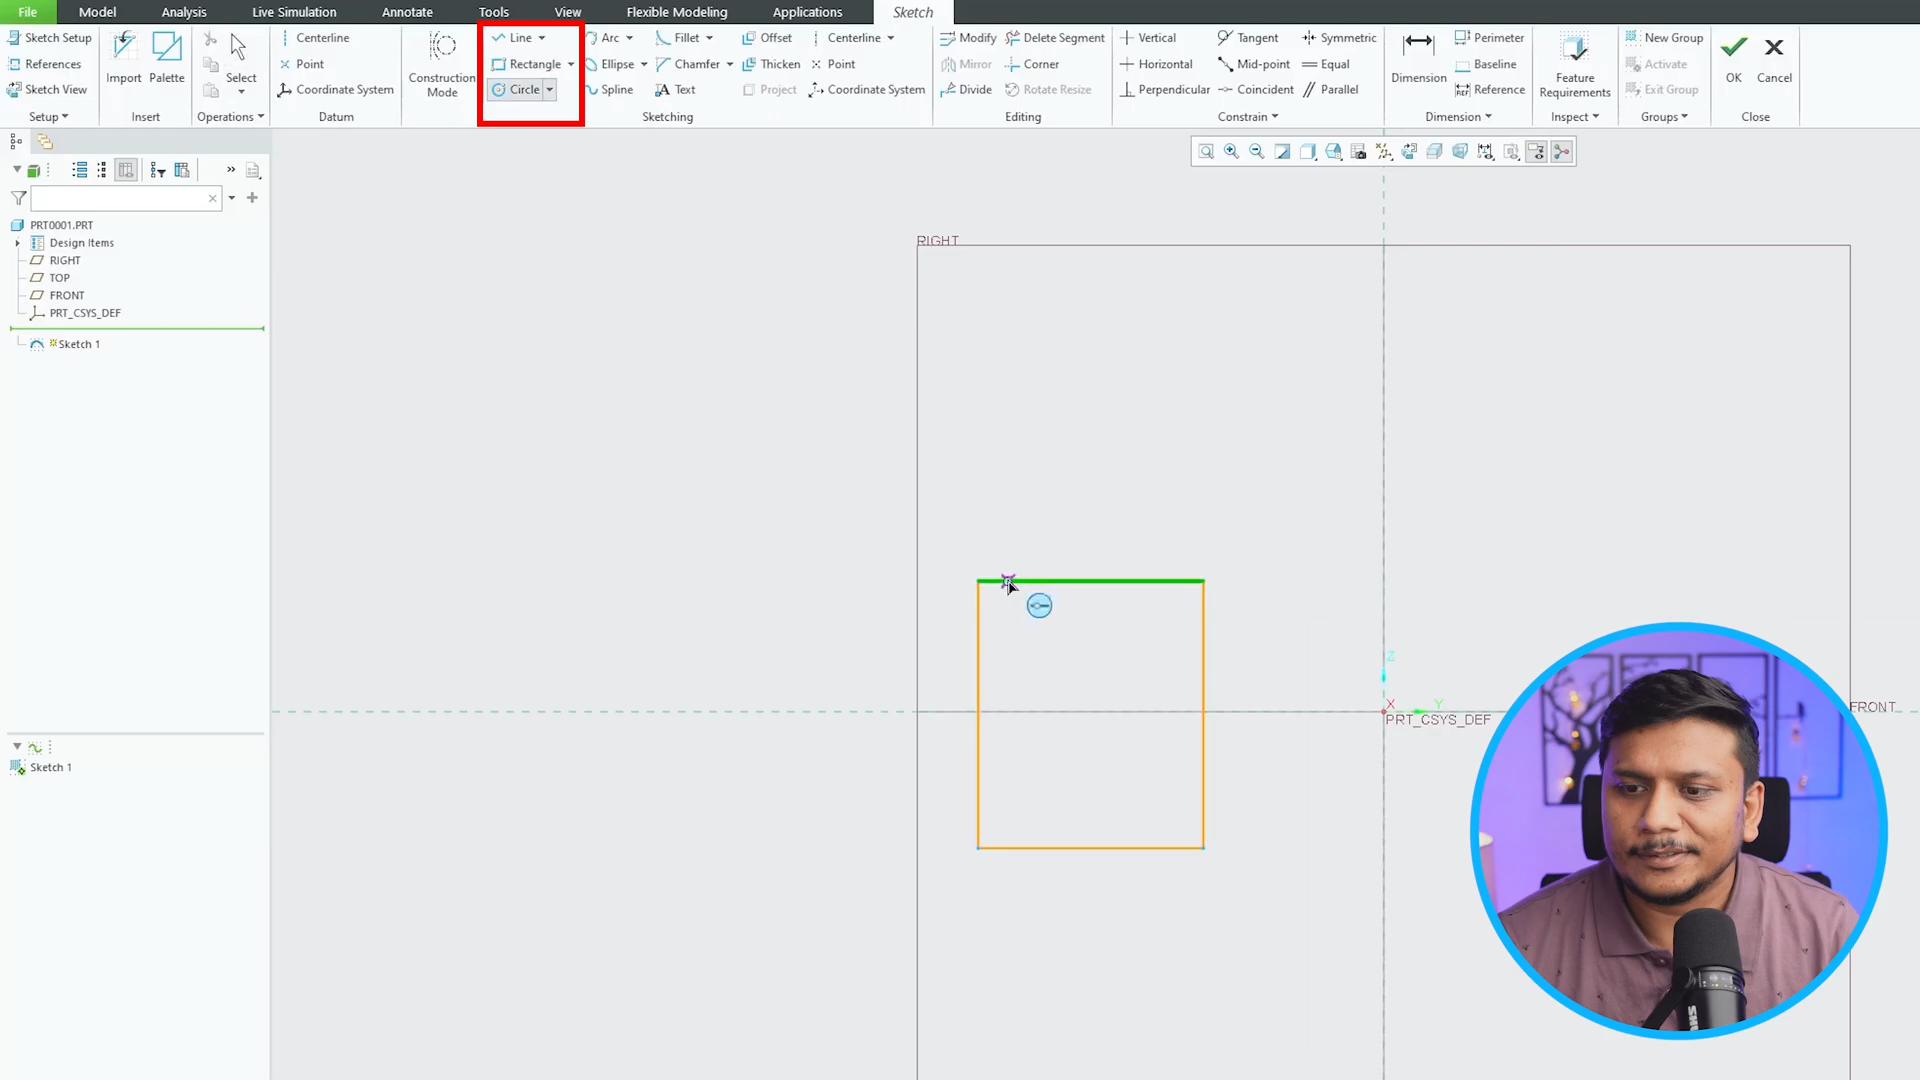 File Model Analysis Live Simulation Annotate Tools View Flexible Modeling Applications Sketch
Sketch Setup
References
Sketch View
Setup
Import Palette
Insert
Select
Operations
Centerline
Point
Coordinate System
Datum
Construction
Mode
Line
Rectangle
Circle
Arc
Ellipse
Spline
Fillet
Chamfer
Text
Offset
Thicken
Project
Centerline
Point
Coordinate System
Sketching
Modify
Mirror
Divide
Delete Segment
Corner
Rotate Resize
Editing
Vertical
Horizontal
Perpendicular
Tangent
Mid-point
Coincident
Symmetric
Equal
Parallel
Constrain
Dimension
Perimeter
Baseline
Reference
Dimension
Feature
Requirements
Inspect
New Group
Activate
Exit Group
Groups
OK Cancel
Close
PRT0001.PRT
Design Items
RIGHT
TOP
FRONT
PRT_CSYS_DEF
Sketch 1
Sketch 1
RIGHT
Z
X Y
PRT_CSYS_DEF
FRONT
SHU